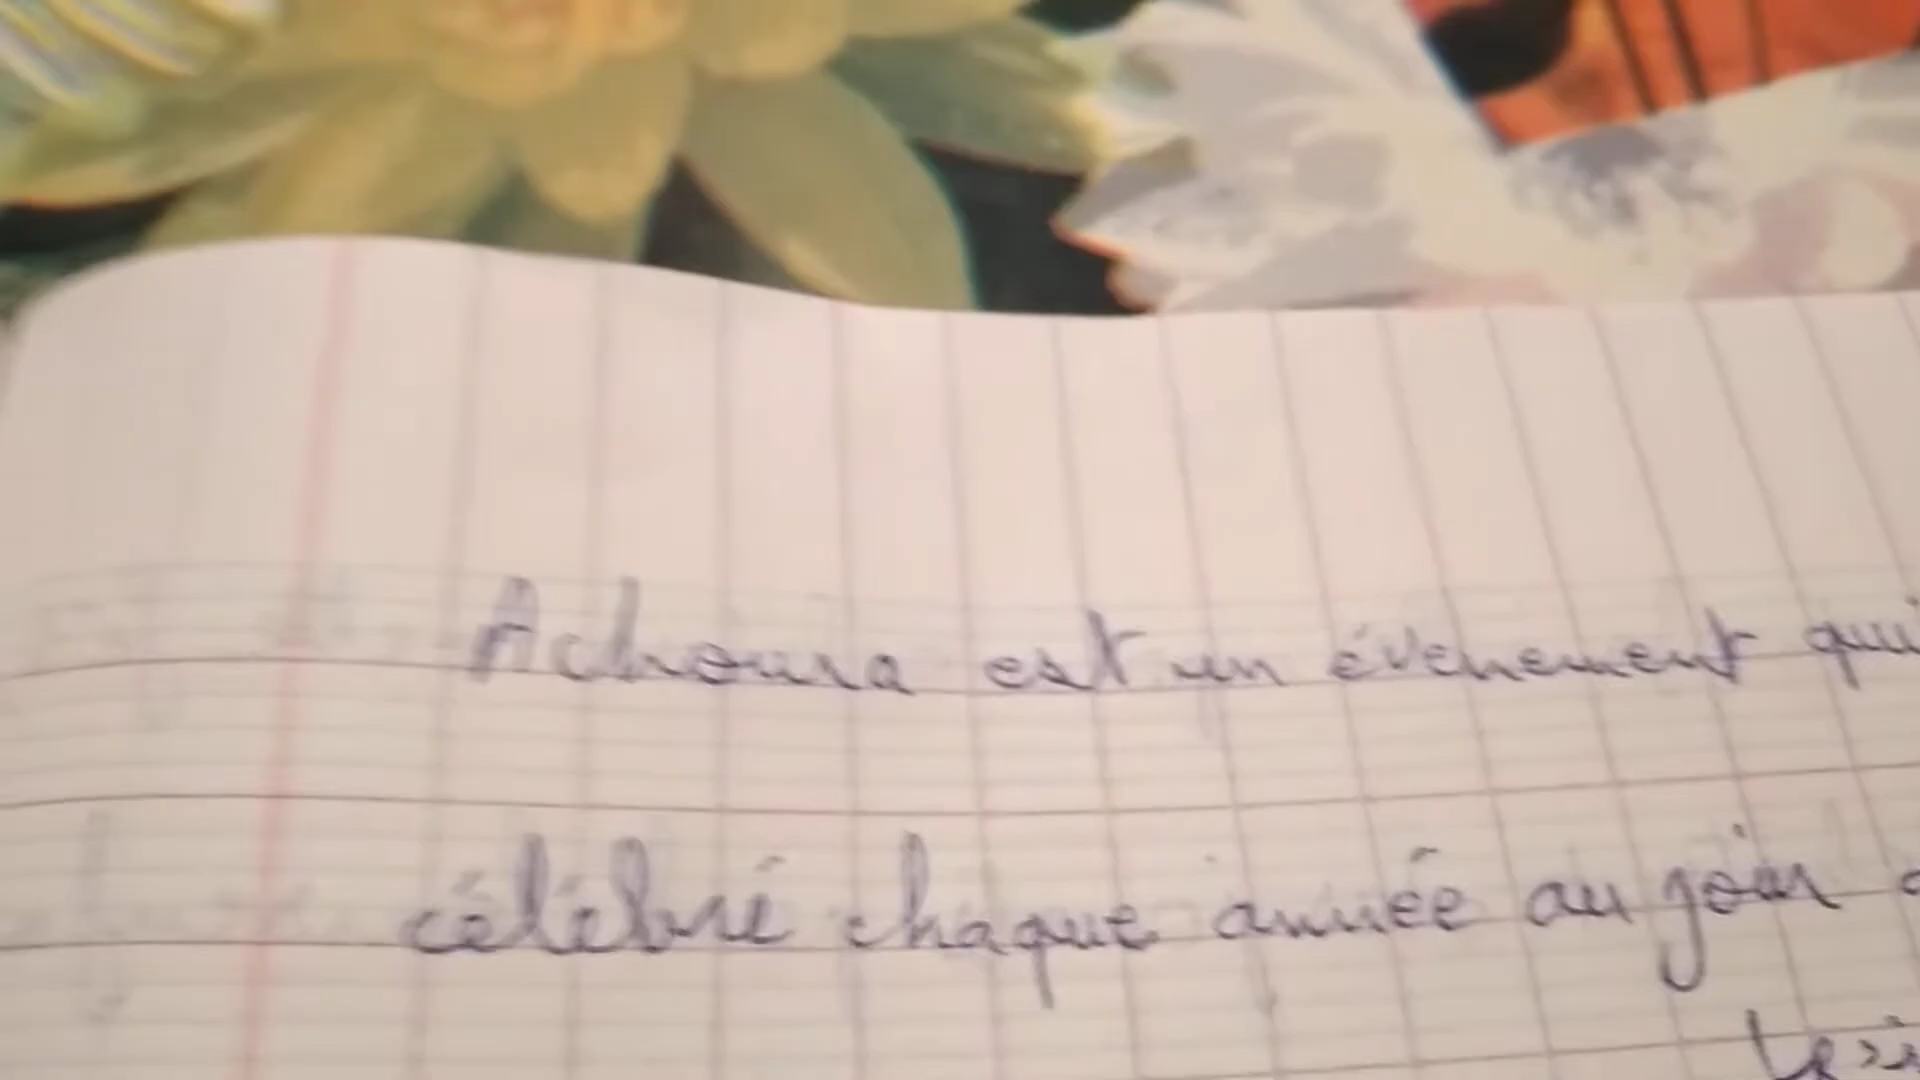 Achoura est un évenement qui
célébré chaque année au jour